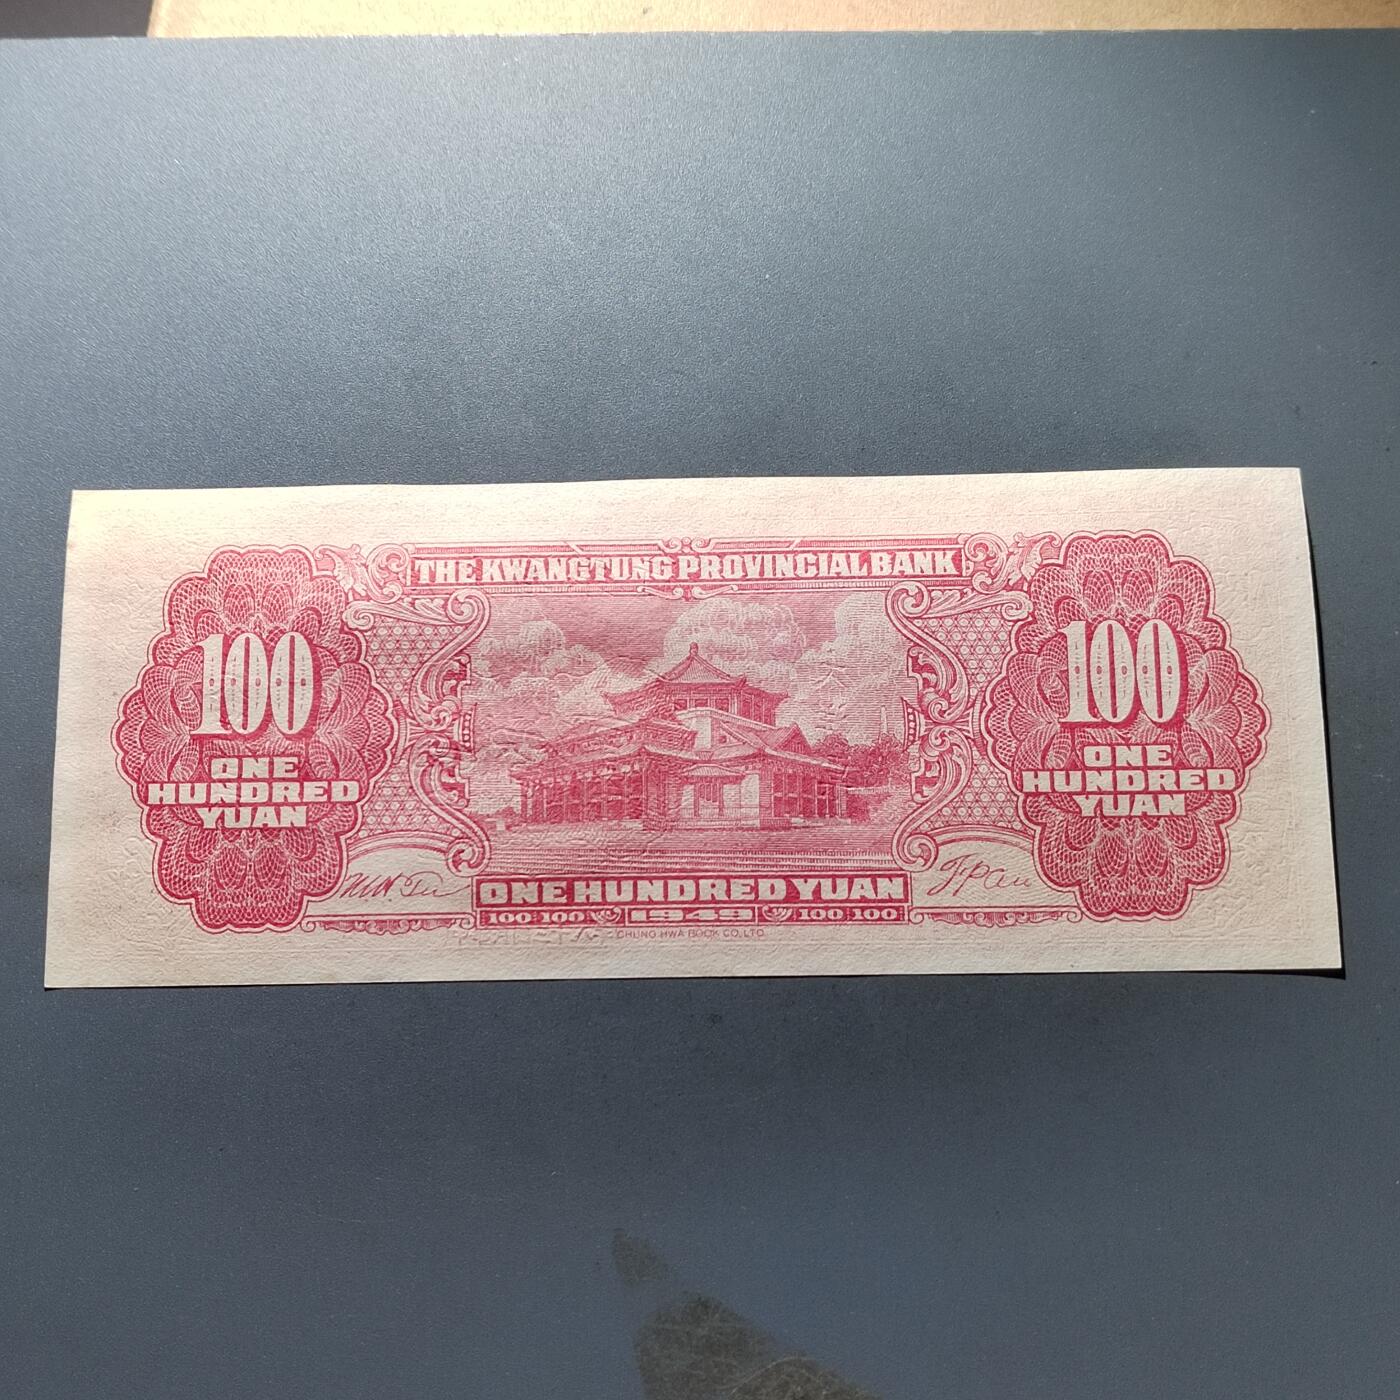 THE KWANGTUNG PROVINCIAL BANK
100
ONE
HUNDRED
YUAN
100
ONE
HUNDRED
YUAN
ONE HUNDRED YUAN
100 100 1949 100 100
CHUNG HWA BOOK CO, LTD